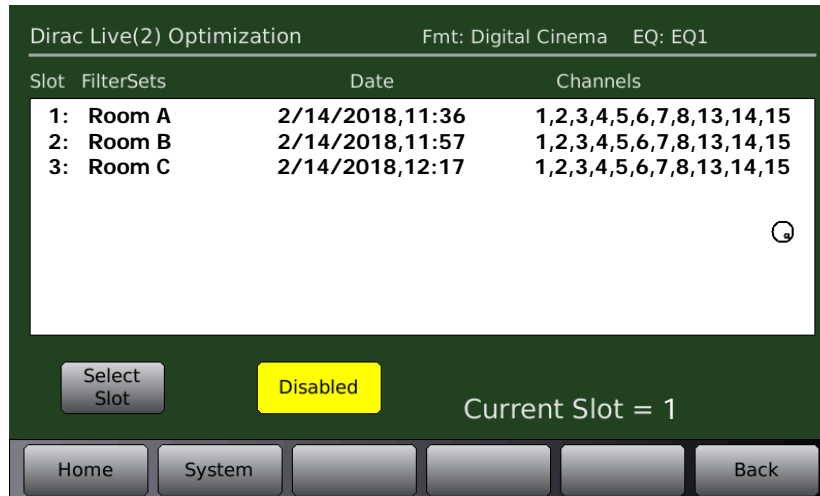 Dirac Live(2) Optimization Fmt: Digital Cinema EQ: EQ1
Slot FilterSets Date Channels
1: Room A 2/14/2018,11:36 1,2,3,4,5,6,7,8,13,14,15
2: Room B 2/14/2018,11:57 1,2,3,4,5,6,7,8,13,14,15
3: Room C 2/14/2018,12:17 1,2,3,4,5,6,7,8,13,14,15
Select
Slot
Disabled
Current Slot = 1
Home System Back